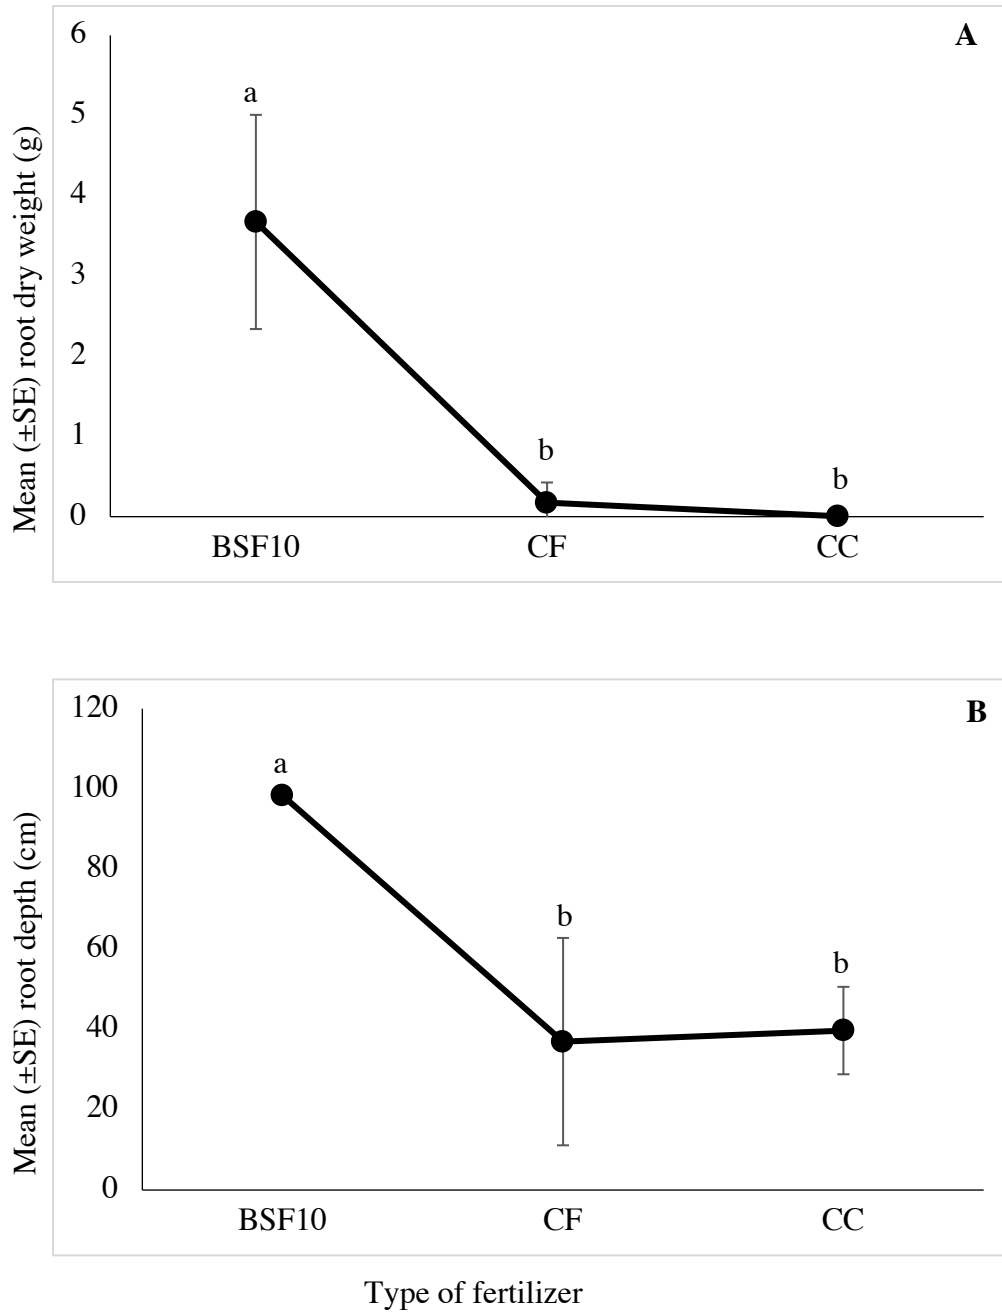 A
Mean (±SE) root dry weight (g)
6
5
4
3
2
1
0
a
b
b
BSF10 CF CC
B
Mean (±SE) root depth (cm)
120
100
80
60
40
20
0
a
b
b
BSF10 CF CC
Type of fertilizer